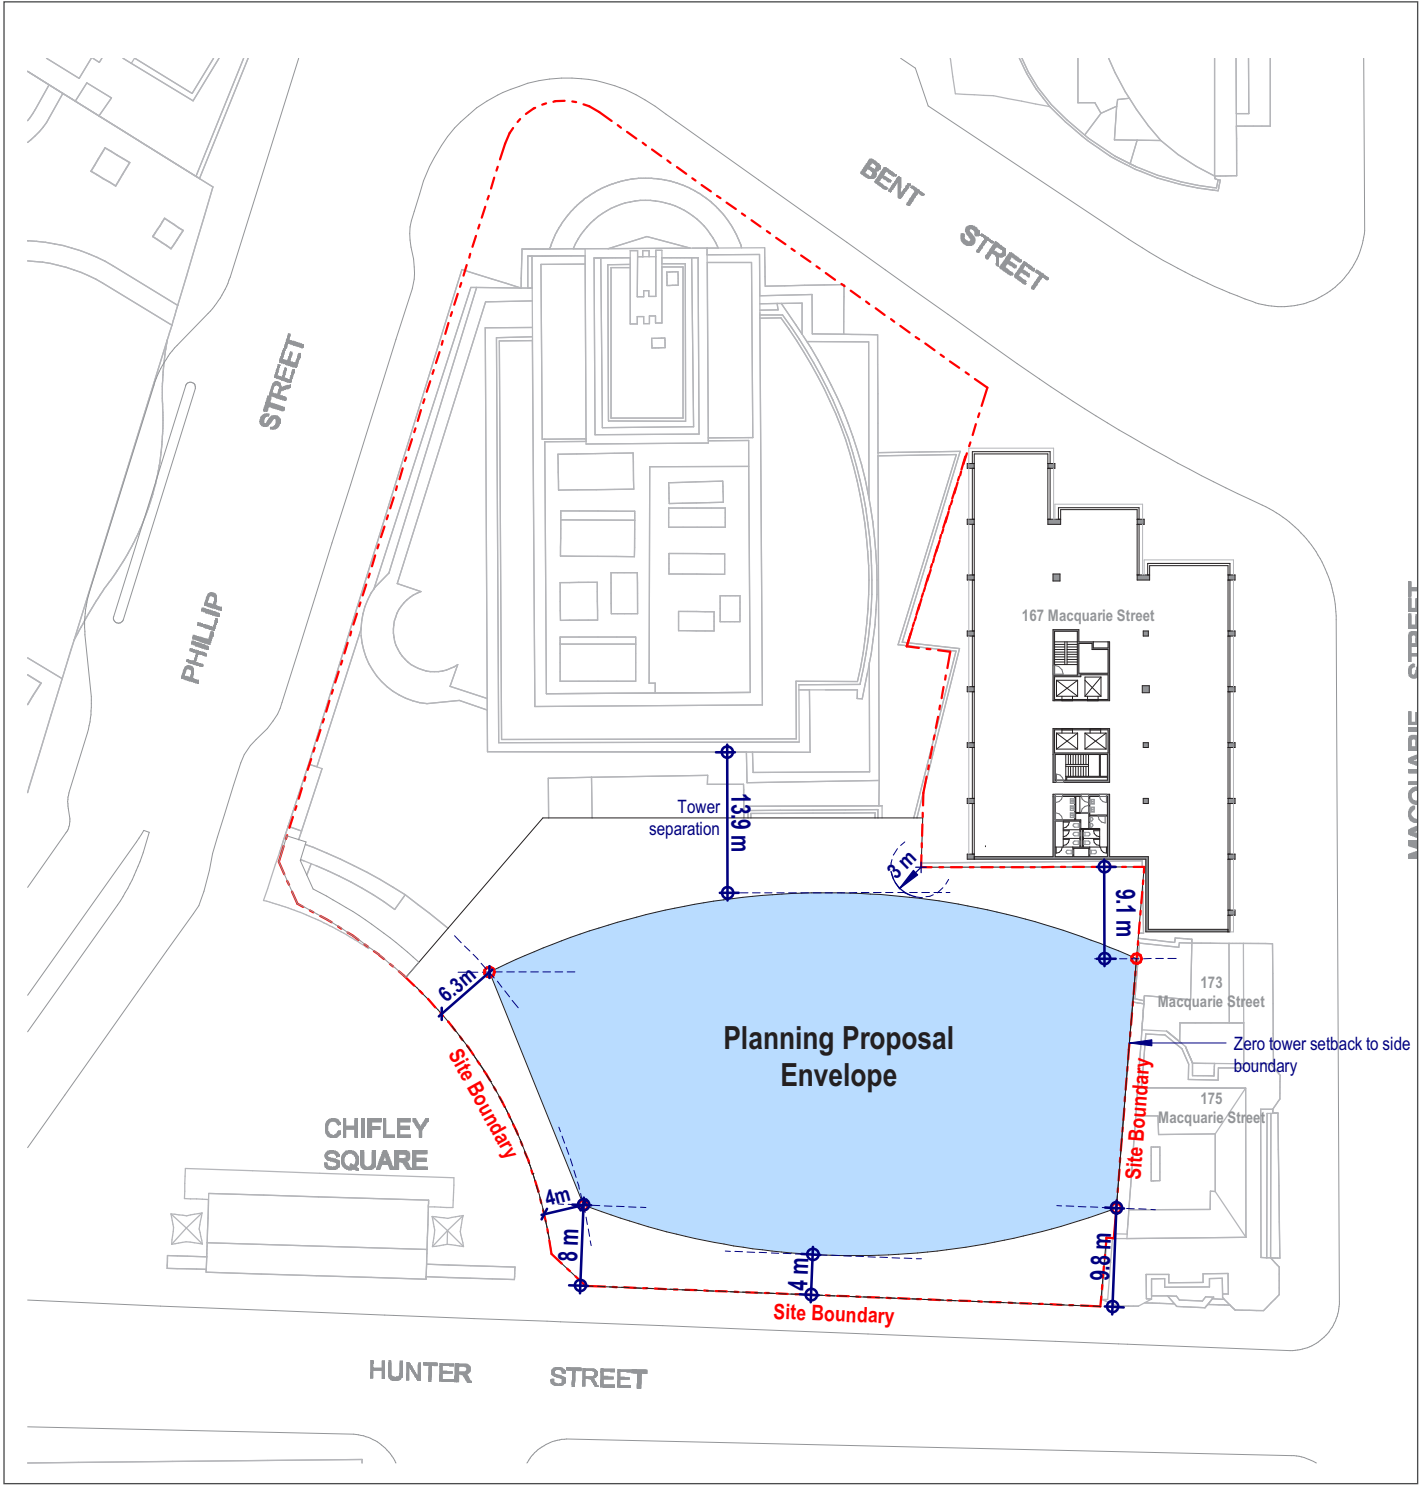 BENT
STREET
STREET
PHILLIP
167 Macquarie Street
MACQUARIE STREET
Tower
separation
13.9 m
3 m
9.1 m
6.3m
173
Macquarie Street
Planning Proposal
Envelope
Zero tower setback to side
boundary
Site Boundary
Site Boundary
175
Macquarie Street
CHIFLEY
SQUARE
4m
8 m
4 m
9.8 m
Site Boundary
HUNTER STREET